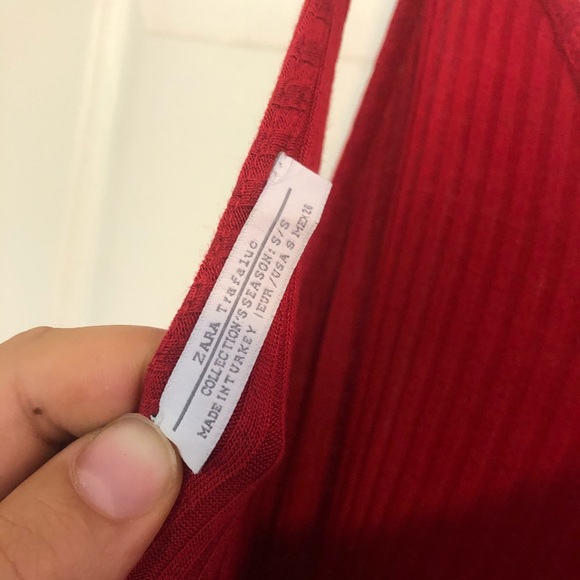 ZARA Trafaluc
COLLECTION'S SEASON: S/S
MADE IN TURKEY / EUR/USA S MEX 26